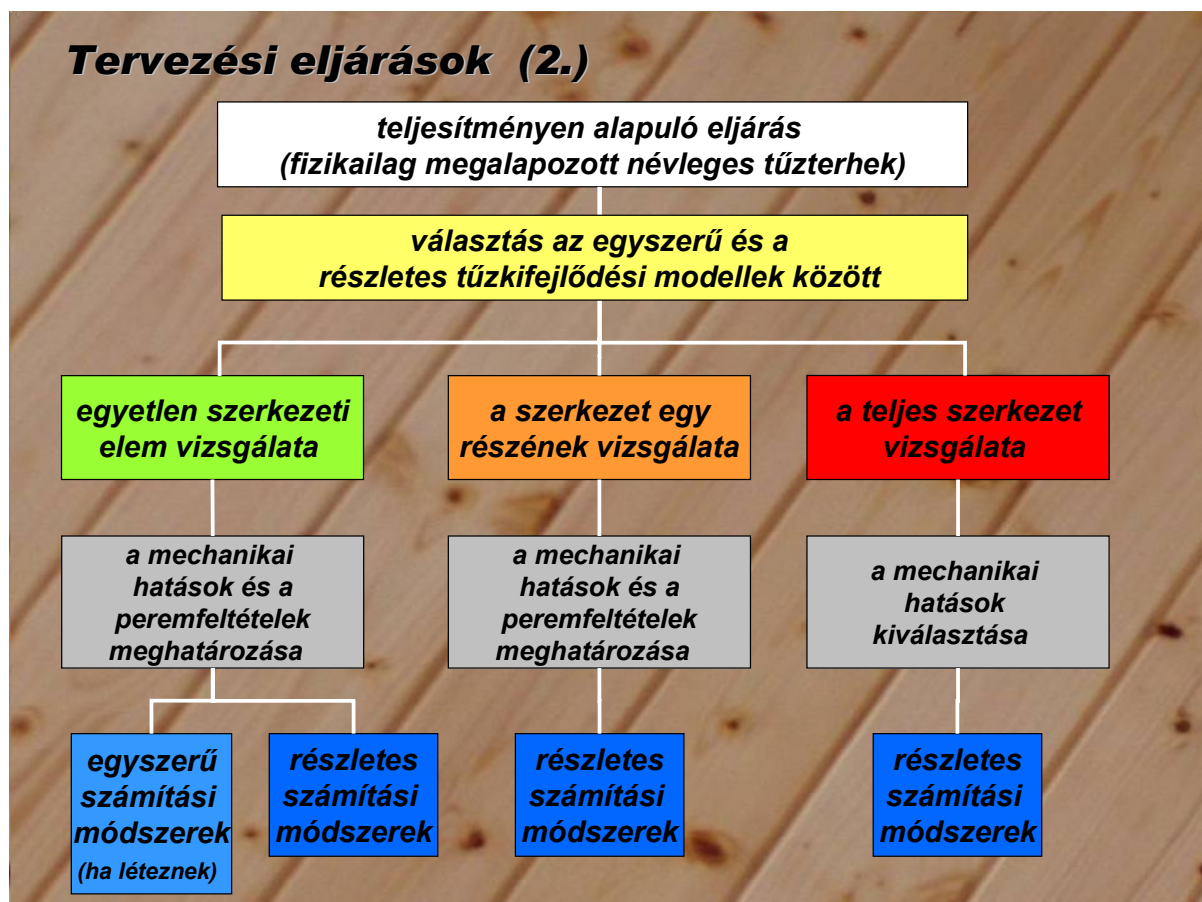 Tervezési eljárások (2.)
teljesítményen alapuló eljárás
(fizikailag megalapozott névleges tűzterhek)
választás az egyszerű és a
részletes tűzkifejlődési modellek között
egyetlen szerkezeti
elem vizsgálata
a szerkezet egy
részének vizsgálata
a teljes szerkezet
vizsgálata
a mechanikai
hatások és a
peremfeltételek
meghatározása
a mechanikai
hatások és a
peremfeltételek
meghatározása
a mechanikai
hatások
kiválasztása
egyszerű
számítási
módszerek
(ha léteznek)
részletes
számítási
módszerek
részletes
számítási
módszerek
részletes
számítási
módszerek